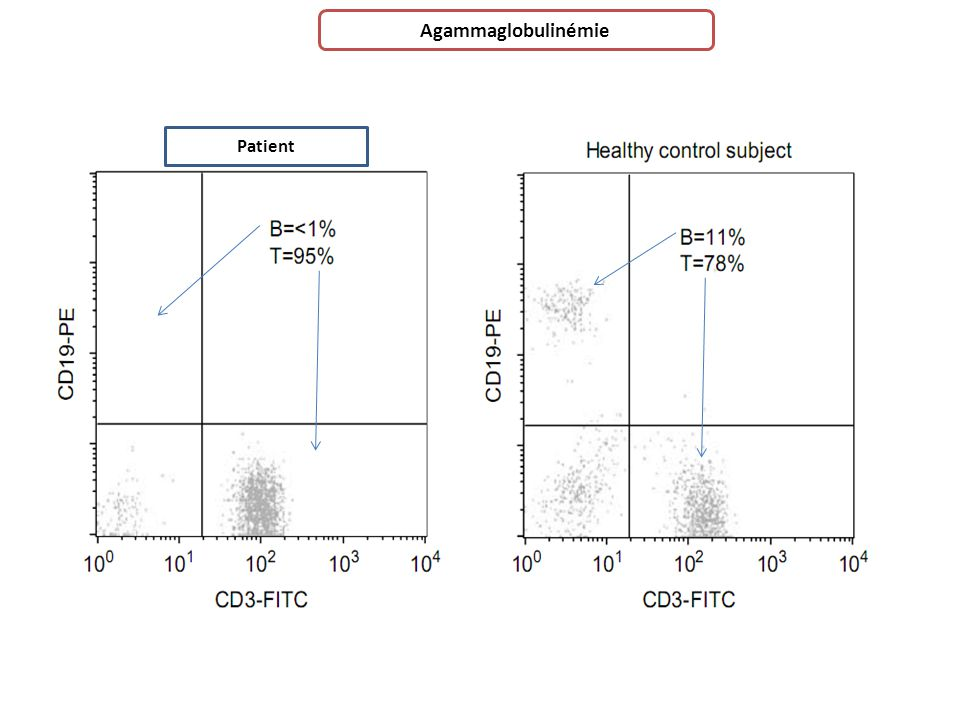 Agammaglobulinémie
Patient
B=<1%
T=95%
CD19-PE
10⁰ 10¹ 10² 10³ 10⁴
CD3-FITC
Healthy control subject
B=11%
T=78%
CD19-PE
10⁰ 10¹ 10² 10³ 10⁴
CD3-FITC